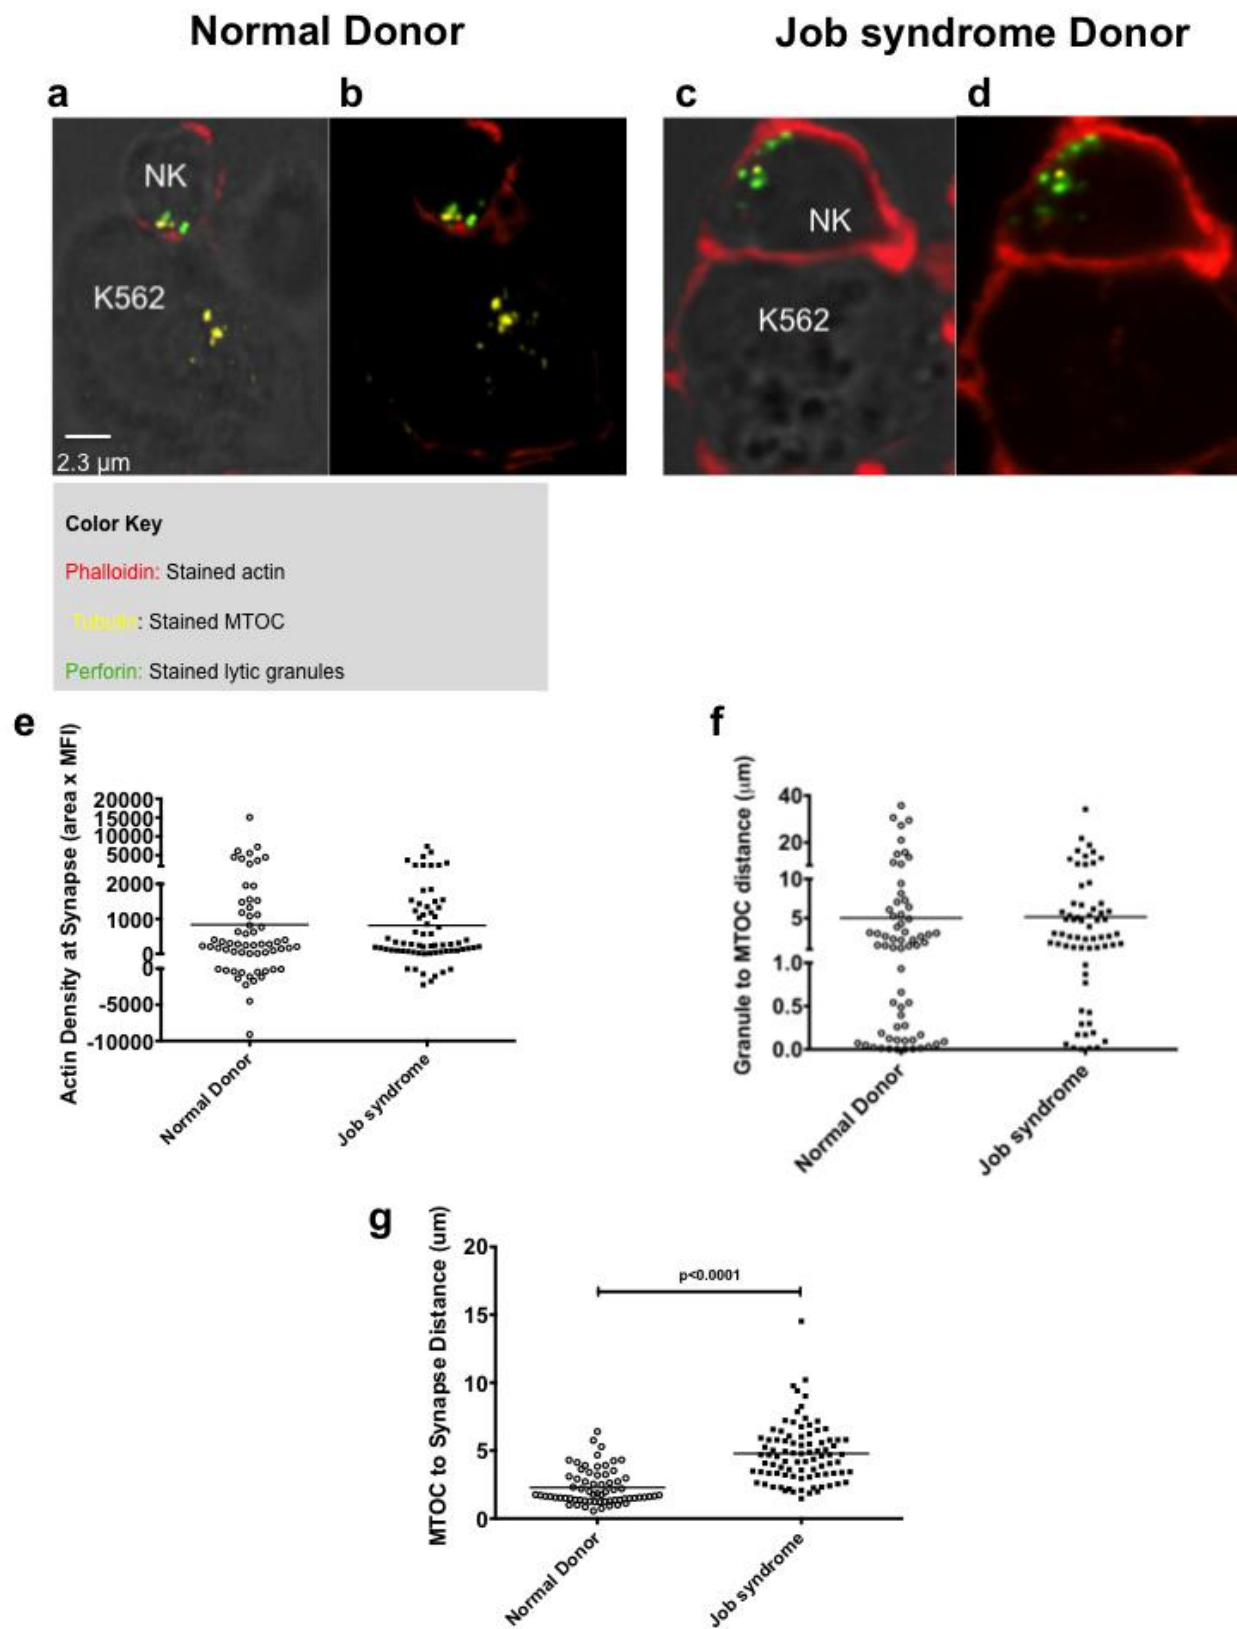 Normal Donor
Job syndrome Donor
a
b
c
d
NK
K562
2.3 µm
NK
K562
Color Key
Phalloidin: Stained actin
Tubulin: Stained MTOC
Perforin: Stained lytic granules
e
Actin Density at Synapse (area x MFI)
20000
15000
10000
5000
2000
1000
0
0
-5000
-10000
Normal Donor
Job syndrome
f
Granule to MTOC distance (µm)
40
20
10
5
1.0
0.5
0.0
Normal Donor
Job syndrome
g
MTOC to Synapse Distance (um)
20
15
10
5
0
p<0.0001
Normal Donor
Job syndrome